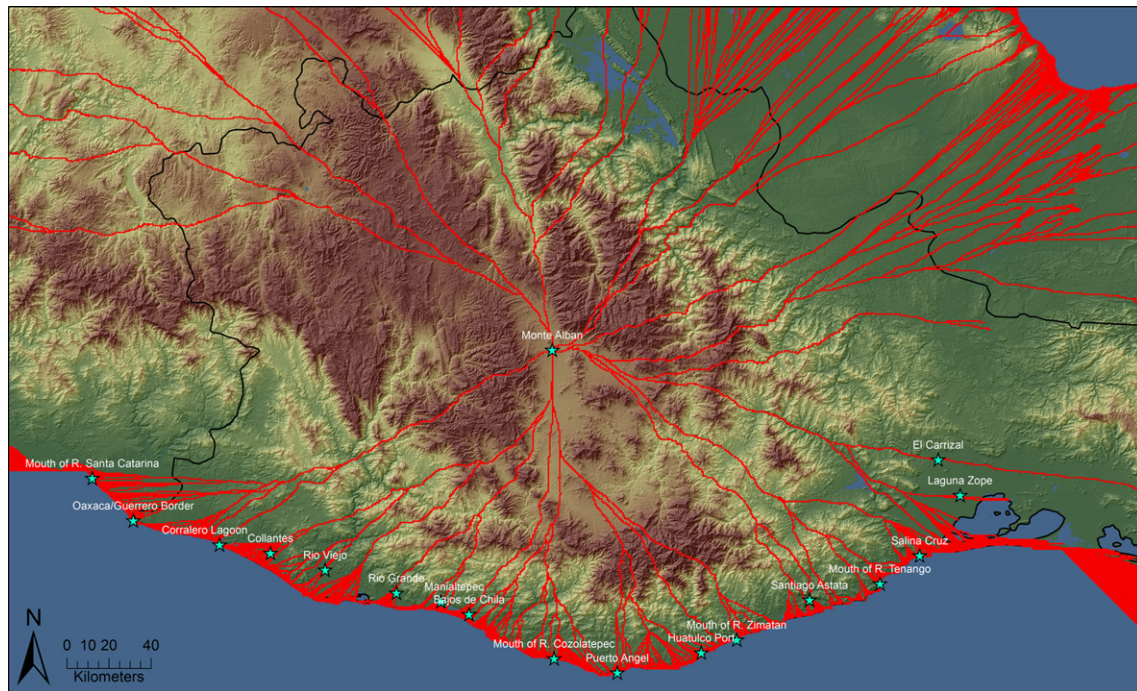 Monte Alban
El Carrizal
Mouth of R. Santa Catarina
Laguna Zope
Oaxaca/Guerrero Border
Corralero Lagoon
Collantes
Salina Cruz
Rio Viejo
Mouth of R. Tenango
Rio Grande
Manialtepec
Santiago Astata
Bajos de Chila
Mouth of R. Zimatan
Huatulco Port
Mouth of R. Cozolatepec
Puerto Angel
N
0 10 20 40
Kilometers